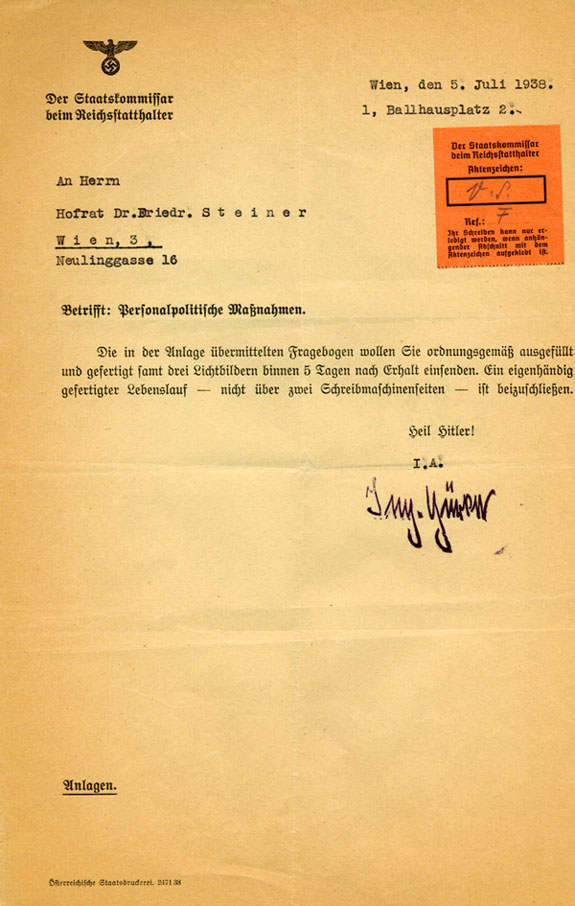 Der Staatskommissar
beim Reichsstatthalter
Wien, den 5. Juli 1938.
1, Ballhausplatz 2.
Der Staatskommissar
beim Reichsstatthalter
Aktenzeichen:
Ref.: F
Ihr Schreiben kann nur er-
ledigt werden, wenn anhän-
gender Abschnitt mit dem
Aktenzeichen aufgeklebt ist.
An Herrn
Hofrat Dr.Friedr. S t e i n e r
W i e n, 3 ,
Neulinggasse 16
Betrifft: Personalpolitische Maßnahmen.
Die in der Anlage übermittelten Fragebogen wollen Sie ordnungsgemäß ausgefüllt
und gefertigt samt drei Lichtbildern binnen 5 Tagen nach Erhalt einsenden. Ein eigenhändig
gefertigter Lebenslauf — nicht über zwei Schreibmaschinenseiten — ist beizuschließen.
Heil Hitler!
I.A.
Ing.
Anlagen.
Österreichische Staatsdruckerei. 2471 38